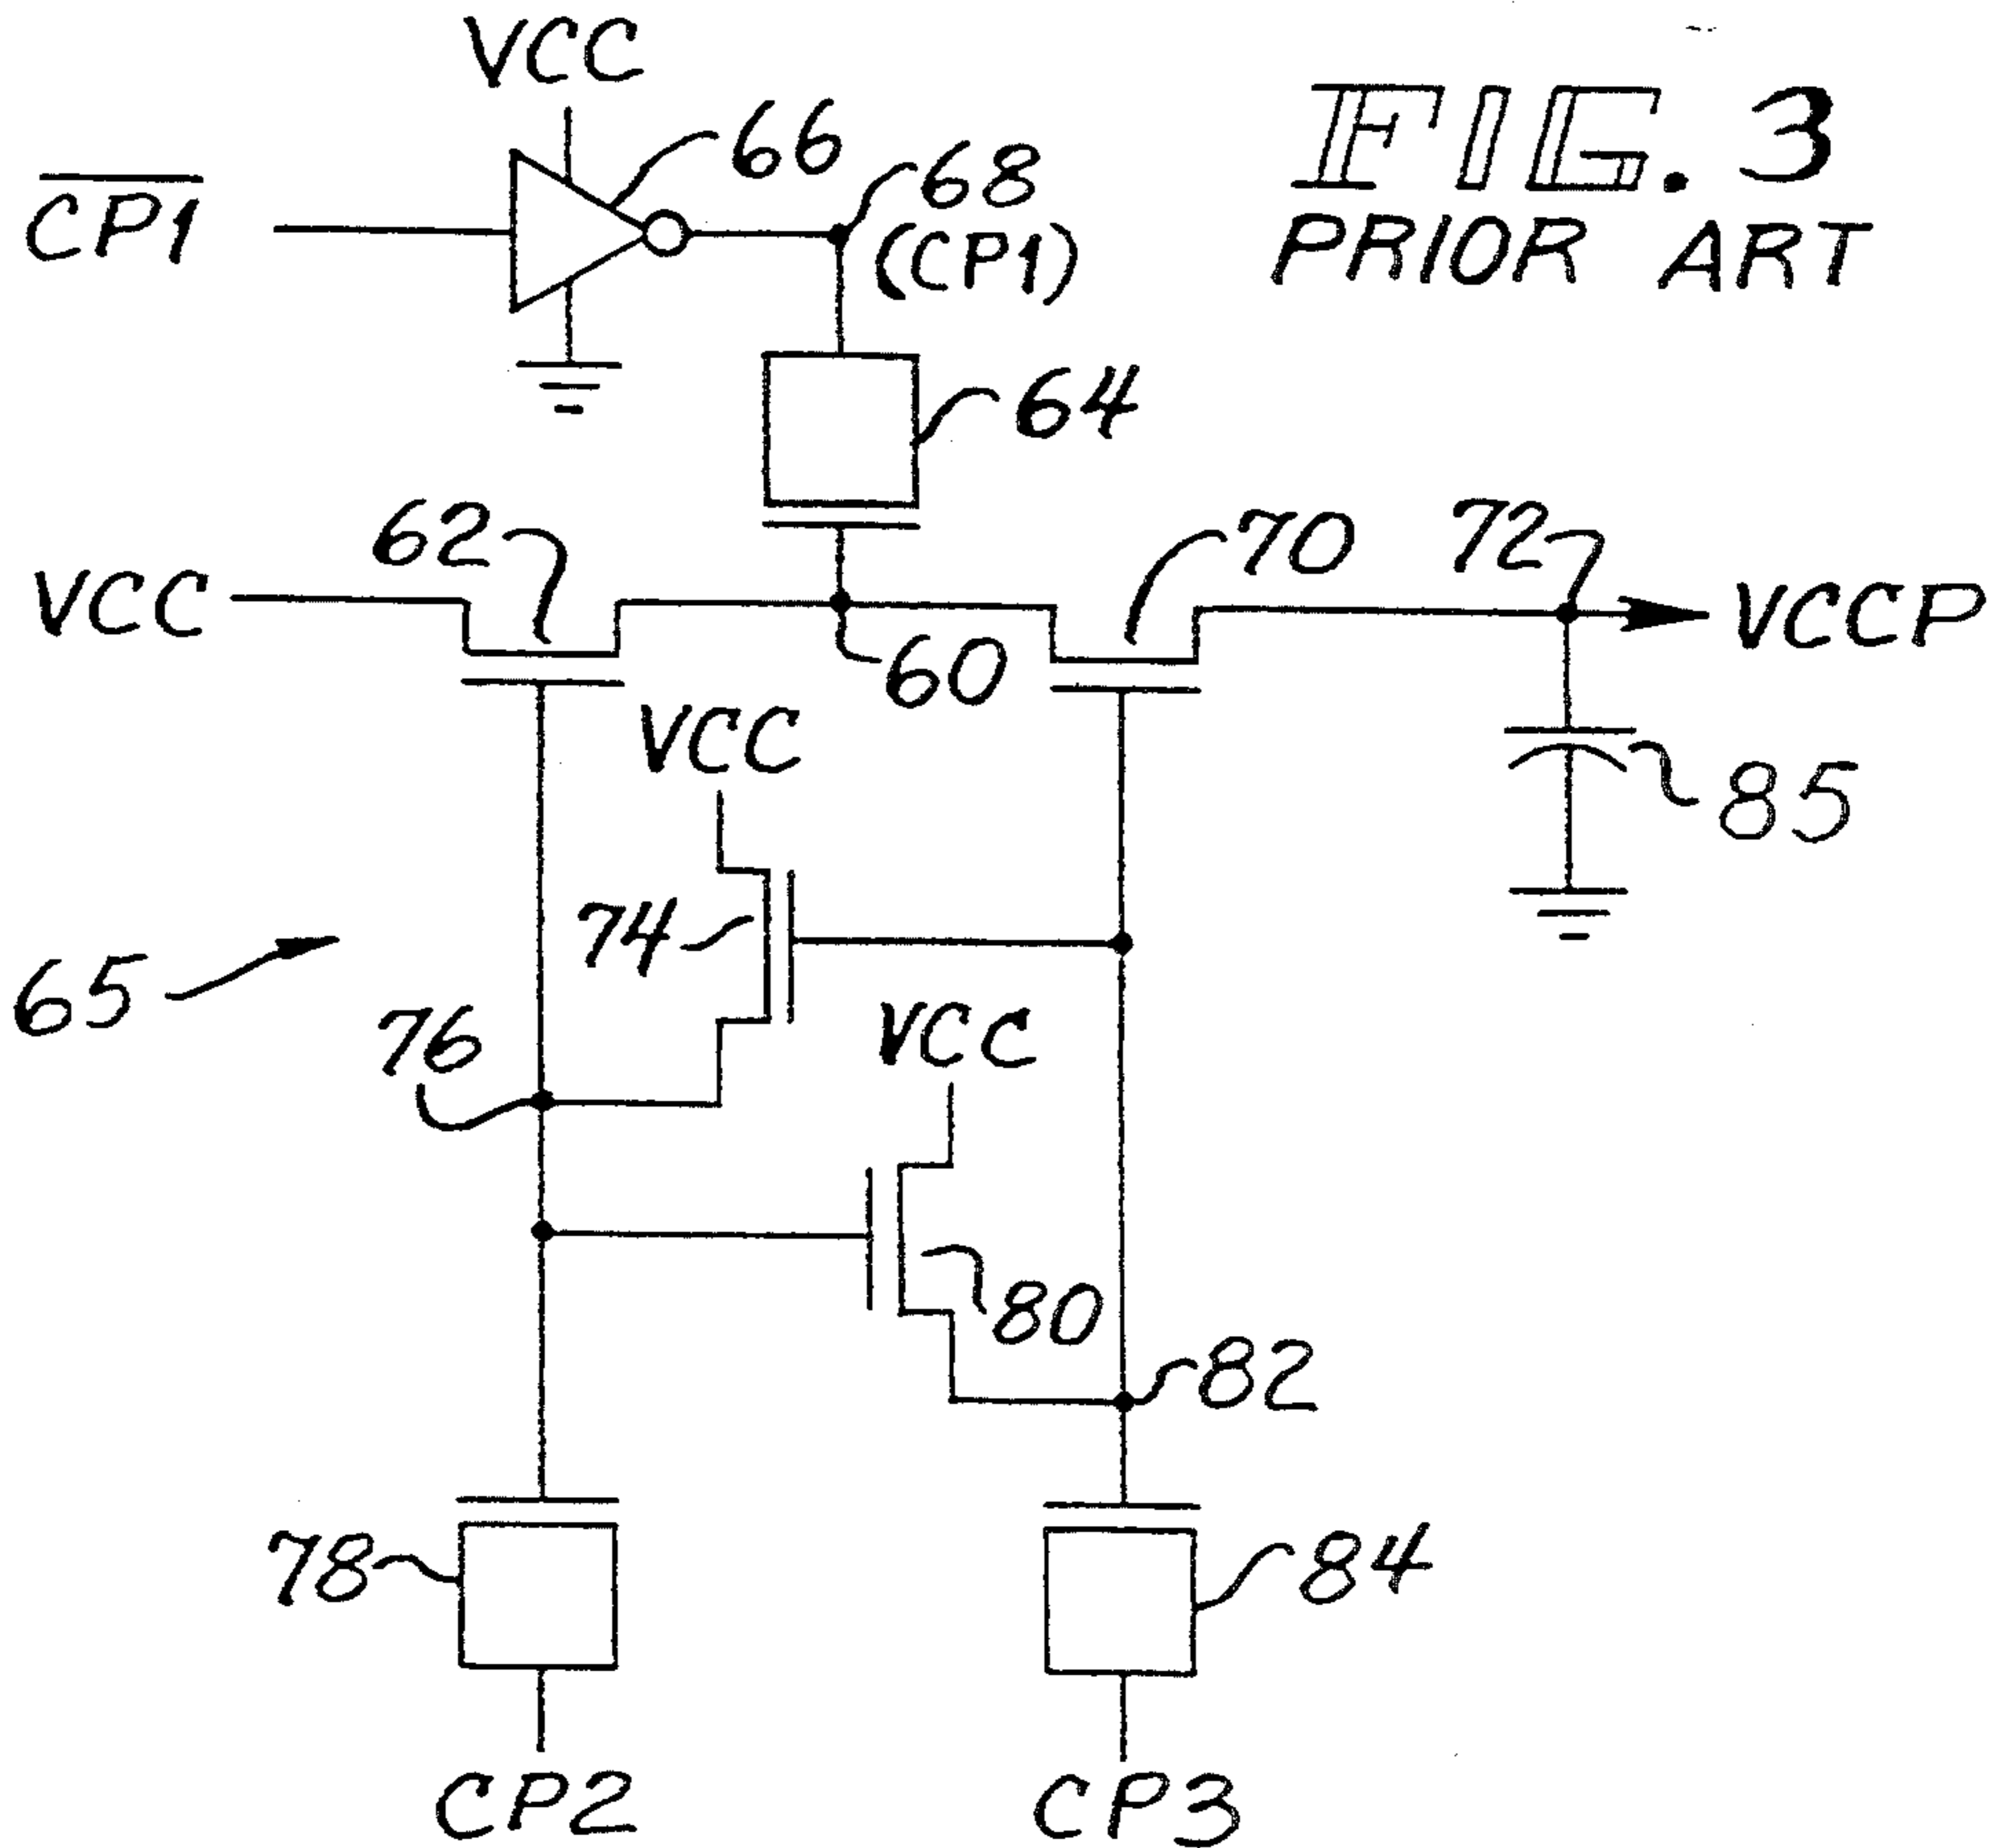 VCC
FIG. 3
PRIOR ART
C̅P̅1̅
66
68
(CP1)
64
62
70
72
VCC
VCCP
60
VCC
85
74
65
76
VCC
80
82
78
84
CP2
CP3